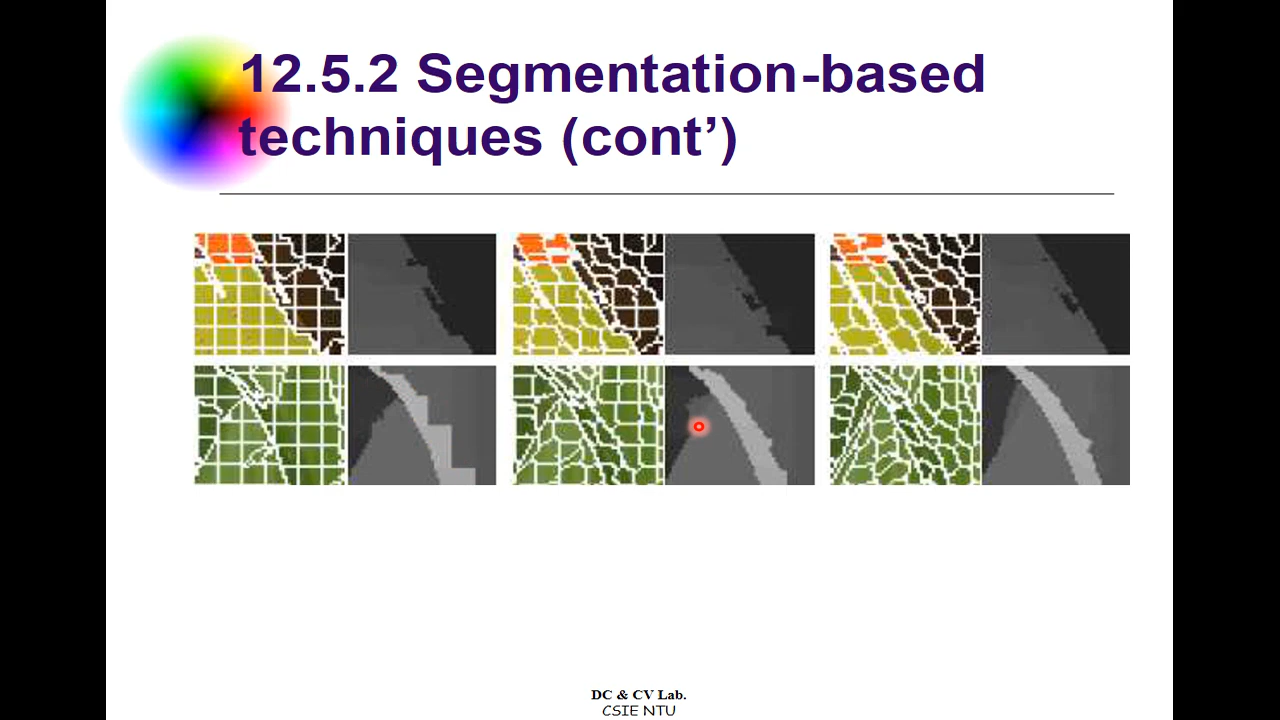 12.5.2 Segmentation-based
techniques (cont’)
DC & CV Lab.
CSIE NTU